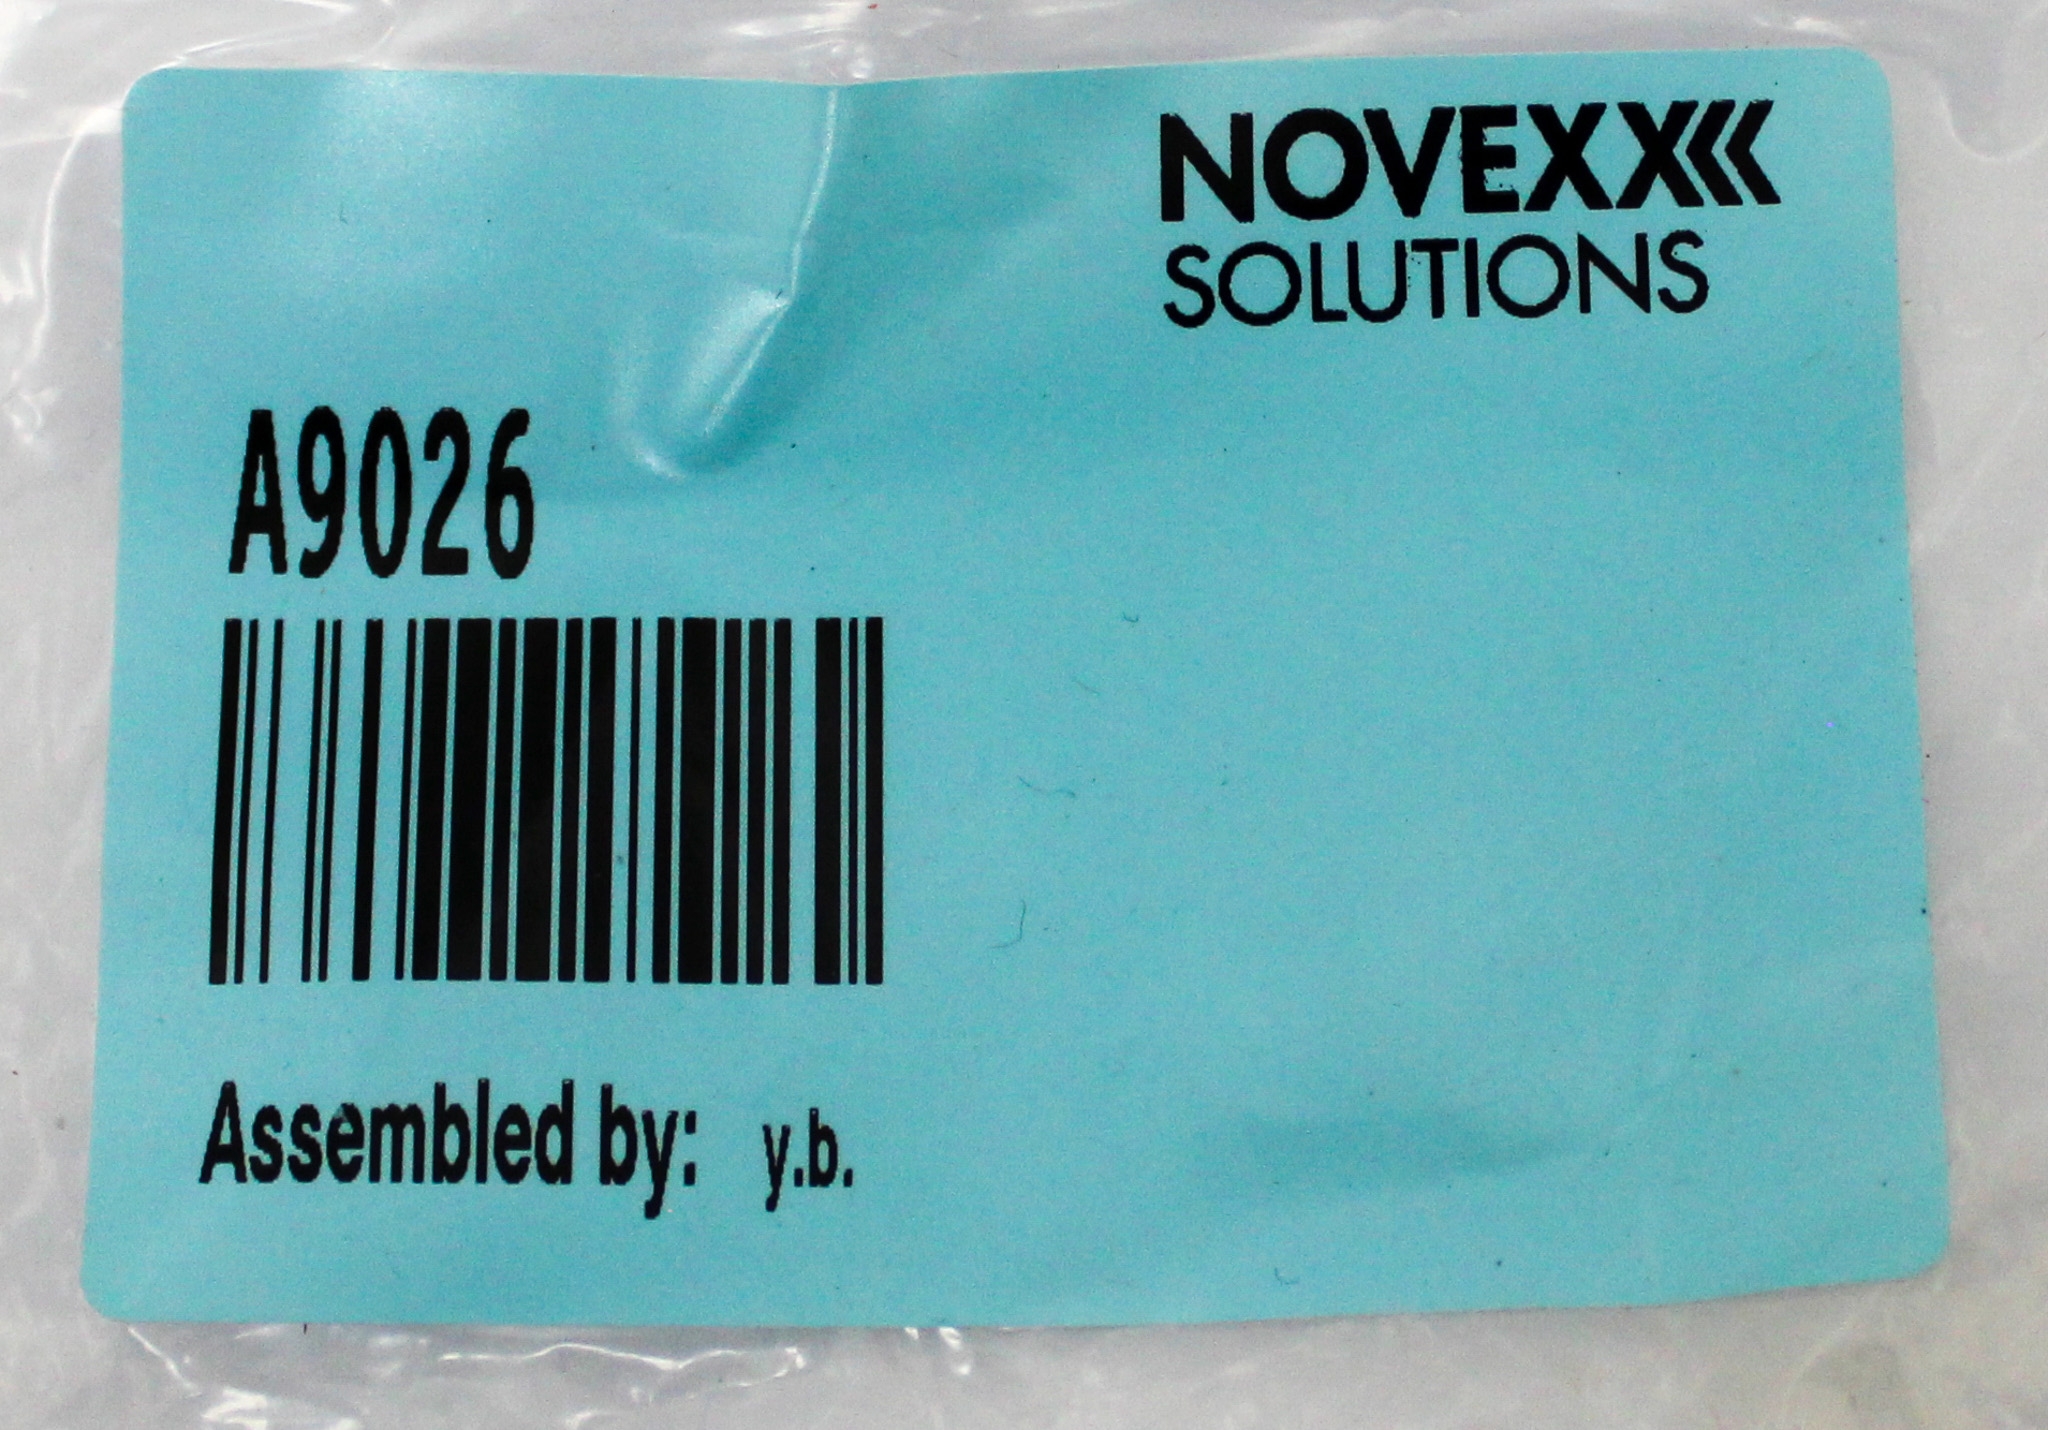 NOVEXX
SOLUTIONS
A9026
Assembled by: y.b.